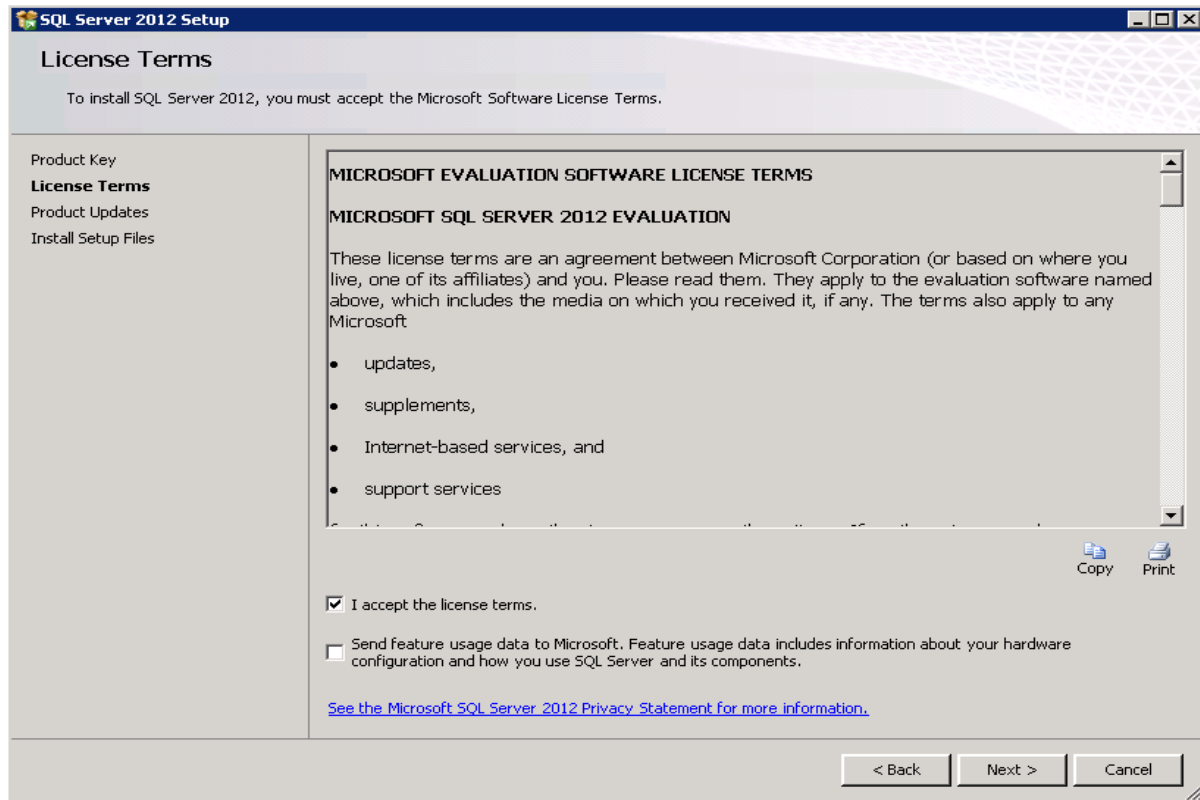 SQL Server 2012 Setup
License Terms
To install SQL Server 2012, you must accept the Microsoft Software License Terms.
Product Key
License Terms
Product Updates
Install Setup Files
MICROSOFT EVALUATION SOFTWARE LICENSE TERMS
MICROSOFT SQL SERVER 2012 EVALUATION
These license terms are an agreement between Microsoft Corporation (or based on where you
live, one of its affiliates) and you. Please read them. They apply to the evaluation software named
above, which includes the media on which you received it, if any. The terms also apply to any
Microsoft
• updates,
• supplements,
• Internet-based services, and
• support services
Copy
Print
I accept the license terms.
Send feature usage data to Microsoft. Feature usage data includes information about your hardware
configuration and how you use SQL Server and its components.
See the Microsoft SQL Server 2012 Privacy Statement for more information.
< Back
Next >
Cancel